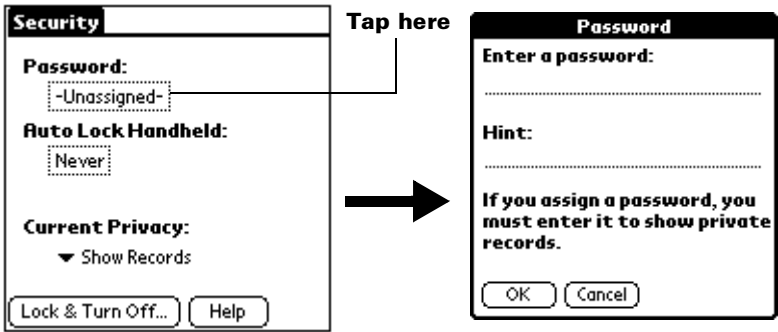 Security
Password:
-Unassigned-
Auto Lock Handheld:
Never
Current Privacy:
Show Records
Lock & Turn Off...
Help
Tap here
Password
Enter a password:
Hint:
If you assign a password, you
must enter it to show private
records.
OK
Cancel